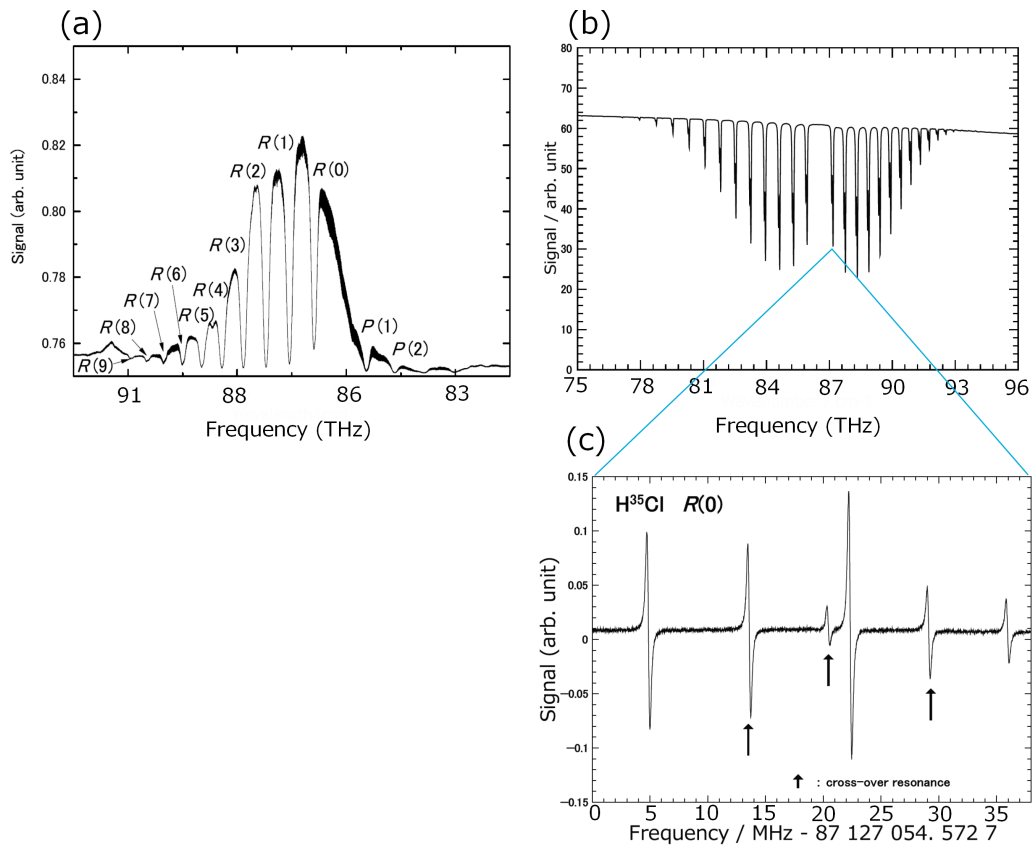 (a)
0.84
0.82
0.80
0.78
0.76
Signal (arb. unit)
R(1)
R(2)
R(0)
R(3)
R(6)
R(4)
R(7)
R(5)
R(8)
R(9)
P(1)
P(2)
91
88
86
83
Frequency (THz)
(b)
80
70
60
50
40
30
20
10
0
Signal / arb. unit
75
78
81
84
87
90
93
96
Frequency (THz)
(c)
0.15
0.1
0.05
0
−0.05
−0.1
−0.15
Signal (arb. unit)
H³⁵Cl R(0)
: cross-over resonance
0
5
10
15
20
25
30
35
Frequency / MHz - 87 127 054. 572 7